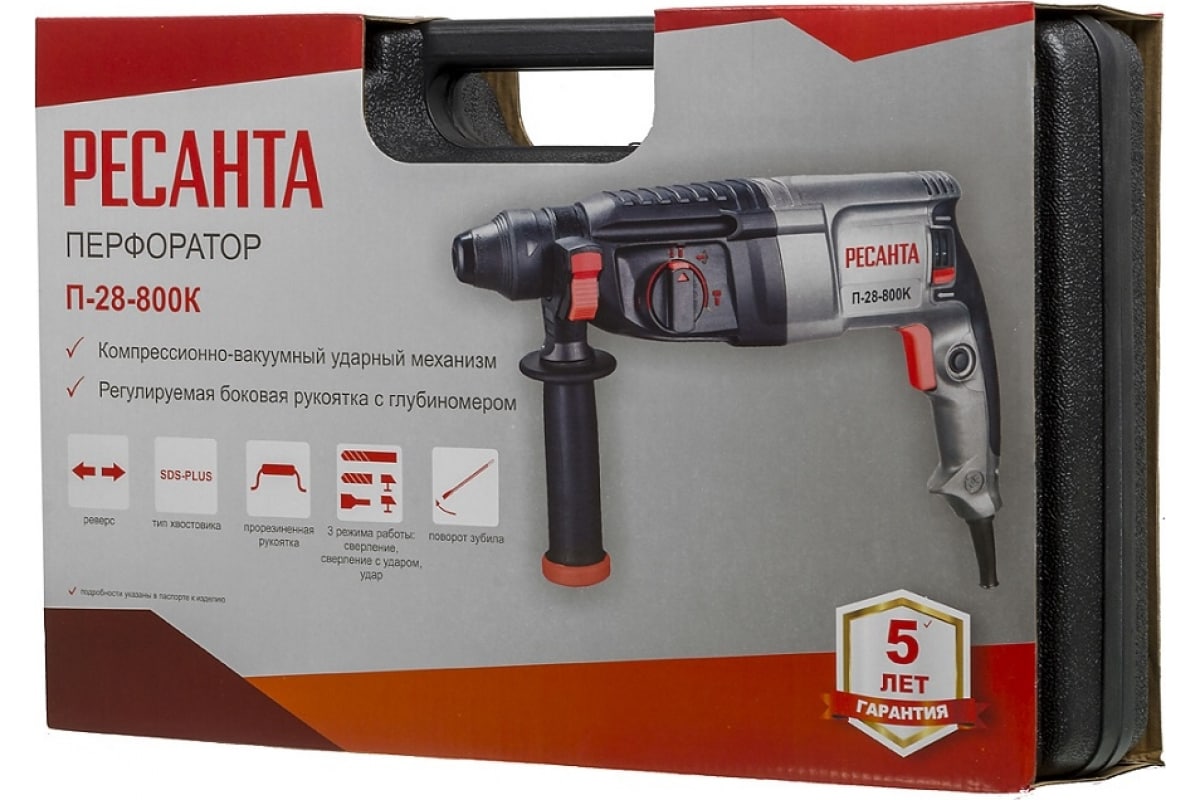 РЕСАНТА
ПЕРФОРАТОР
П-28-800К
Компрессионно-вакуумный ударный механизм
Регулируемая боковая рукоятка с глубиномером
реверс
SDS-PLUS
тип хвостовика
прорезиненная
рукоятка
3 режима работы:
сверление,
сверление с ударом,
удар
поворот зубила
подробности указаны в паспорте к изделию
РЕСАНТА
П-28-800К
5
ЛЕТ
ГАРАНТИЯ